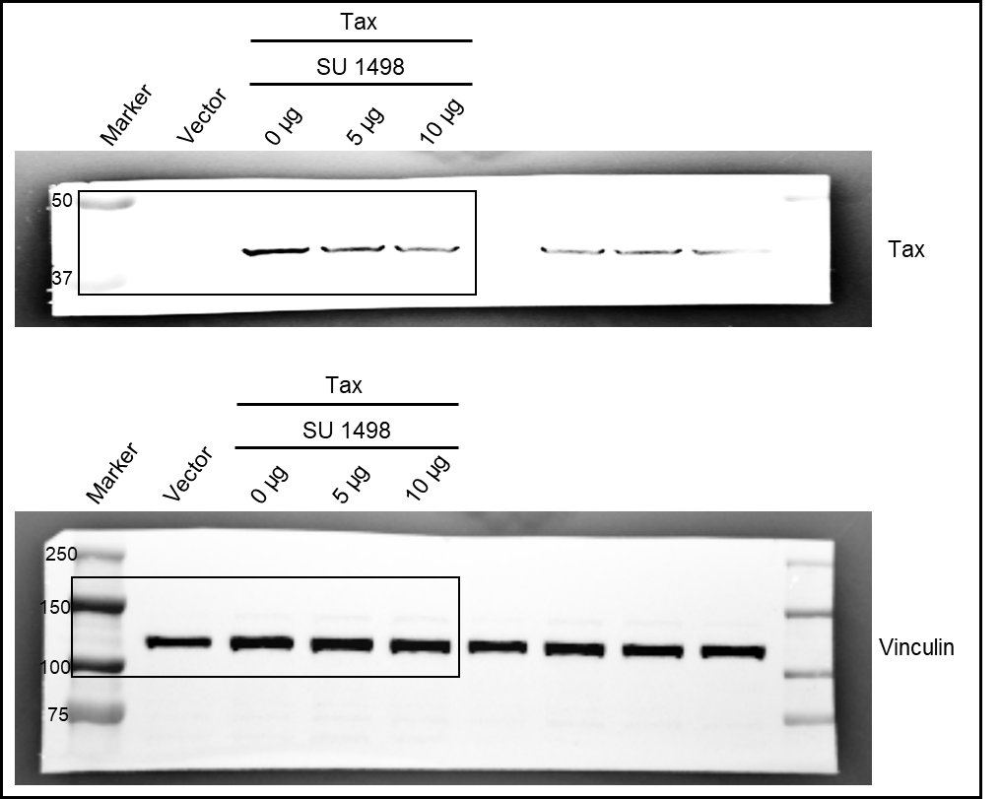 Tax
SU 1498
Marker Vector 0 µg 5 µg 10 µg
50
Tax
37
Tax
SU 1498
Marker Vector 0 µg 5 µg 10 µg
250
150
Vinculin
100
75